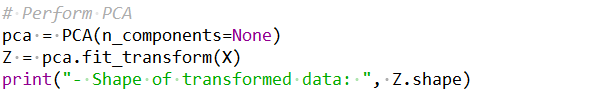 # Perform PCA
pca = PCA(n_components=None)
Z = pca.fit_transform(X)
print("- Shape of transformed data: ", Z.shape)